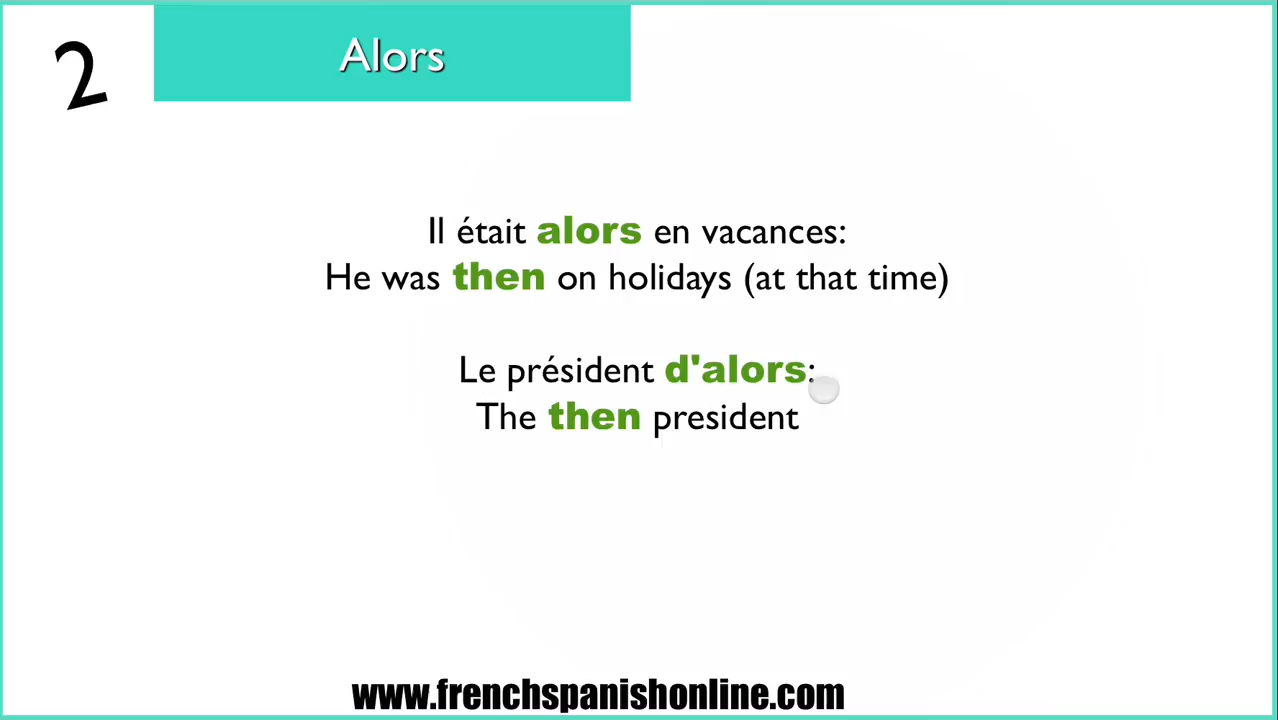 2
Alors
Il était alors en vacances:
He was then on holidays (at that time)
Le président d'alors:
The then president
www.frenchspanishonline.com